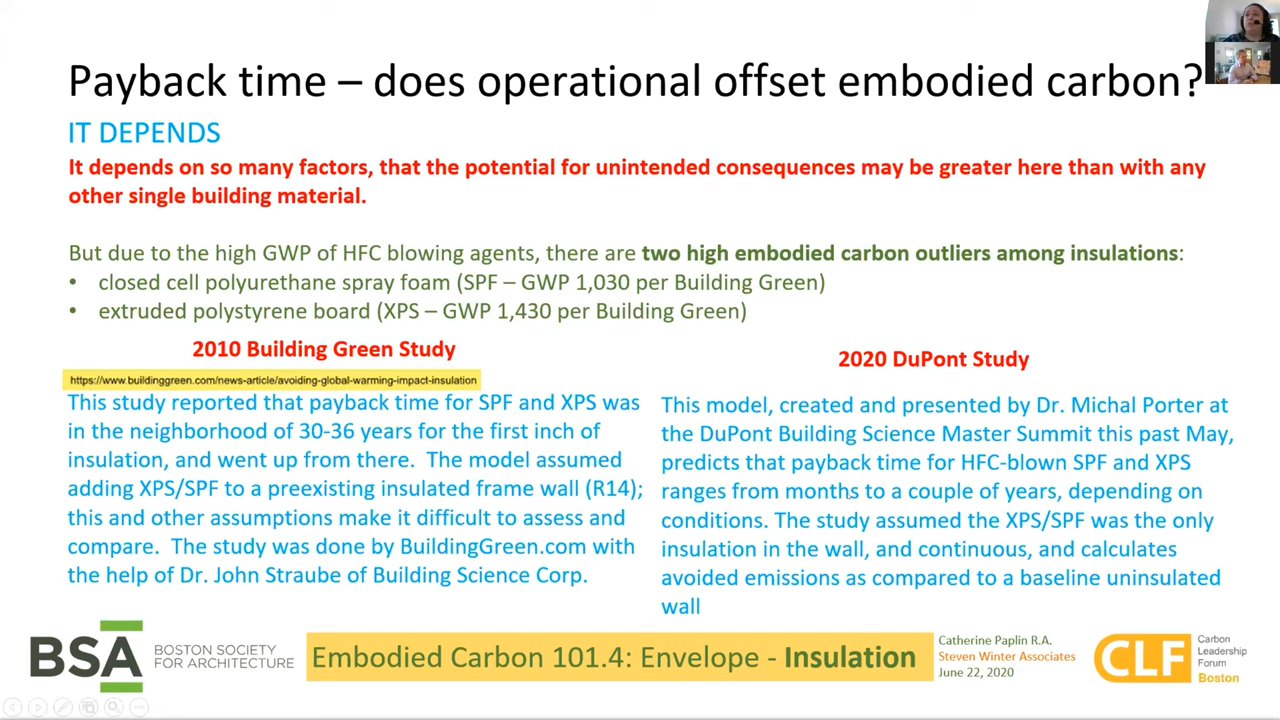 Payback time – does operational offset embodied carbon?
IT DEPENDS
It depends on so many factors, that the potential for unintended consequences may be greater here than with any
other single building material.
But due to the high GWP of HFC blowing agents, there are two high embodied carbon outliers among insulations:
• closed cell polyurethane spray foam (SPF – GWP 1,030 per Building Green)
• extruded polystyrene board (XPS – GWP 1,430 per Building Green)
2010 Building Green Study
https://www.buildinggreen.com/news-article/avoiding-global-warming-impact-insulation
This study reported that payback time for SPF and XPS was
in the neighborhood of 30-36 years for the first inch of
insulation, and went up from there. The model assumed
adding XPS/SPF to a preexisting insulated frame wall (R14);
this and other assumptions make it difficult to assess and
compare. The study was done by BuildingGreen.com with
the help of Dr. John Straube of Building Science Corp.
2020 DuPont Study
This model, created and presented by Dr. Michal Porter at
the DuPont Building Science Master Summit this past May,
predicts that payback time for HFC-blown SPF and XPS
ranges from months to a couple of years, depending on
conditions. The study assumed the XPS/SPF was the only
insulation in the wall, and continuous, and calculates
avoided emissions as compared to a baseline uninsulated
wall
BSA
BOSTON SOCIETY
FOR ARCHITECTURE
Embodied Carbon 101.4: Envelope - Insulation
Catherine Paplin R.A.
Steven Winter Associates
June 22, 2020
CLF
Carbon
Leadership
Forum
Boston